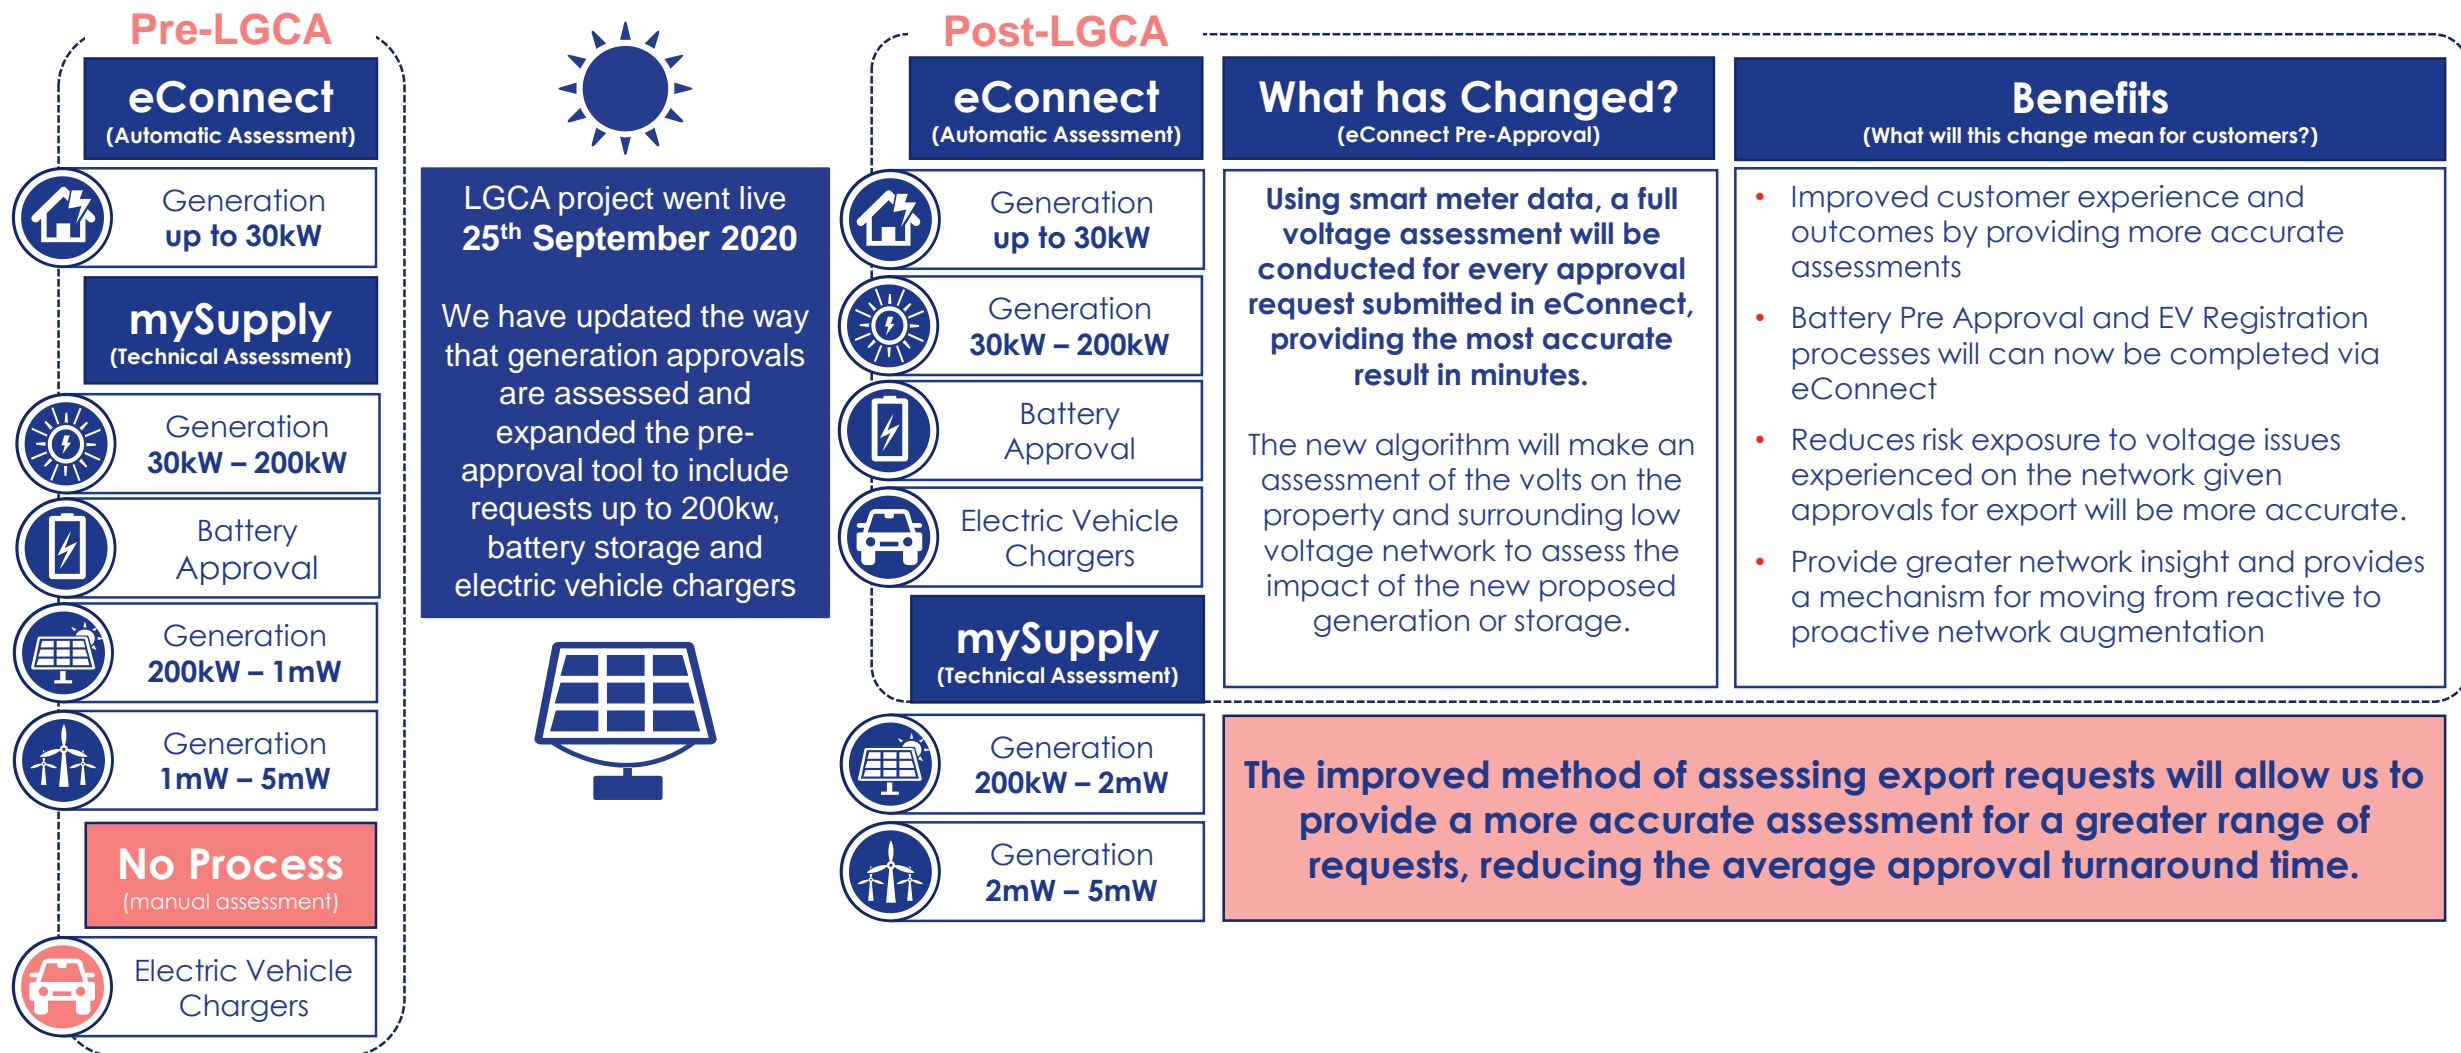 Pre-LGCA
eConnect
(Automatic Assessment)
Generation
up to 30kW
mySupply
(Technical Assessment)
Generation
30kW – 200kW
Battery
Approval
Generation
200kW – 1mW
Generation
1mW – 5mW
No Process
(manual assessment)
Electric Vehicle
Chargers
LGCA project went live
25th September 2020
We have updated the way
that generation approvals
are assessed and
expanded the pre-
approval tool to include
requests up to 200kw,
battery storage and
electric vehicle chargers
Post-LGCA
eConnect
(Automatic Assessment)
Generation
up to 30kW
Generation
30kW – 200kW
Battery
Approval
Electric Vehicle
Chargers
mySupply
(Technical Assessment)
Generation
200kW – 2mW
Generation
2mW – 5mW
What has Changed?
(eConnect Pre-Approval)
Using smart meter data, a full
voltage assessment will be
conducted for every approval
request submitted in eConnect,
providing the most accurate
result in minutes.
The new algorithm will make an
assessment of the volts on the
property and surrounding low
voltage network to assess the
impact of the new proposed
generation or storage.
Benefits
(What will this change mean for customers?)
• Improved customer experience and
outcomes by providing more accurate
assessments
• Battery Pre Approval and EV Registration
processes will can now be completed via
eConnect
• Reduces risk exposure to voltage issues
experienced on the network given
approvals for export will be more accurate.
• Provide greater network insight and provides
a mechanism for moving from reactive to
proactive network augmentation
The improved method of assessing export requests will allow us to
provide a more accurate assessment for a greater range of
requests, reducing the average approval turnaround time.